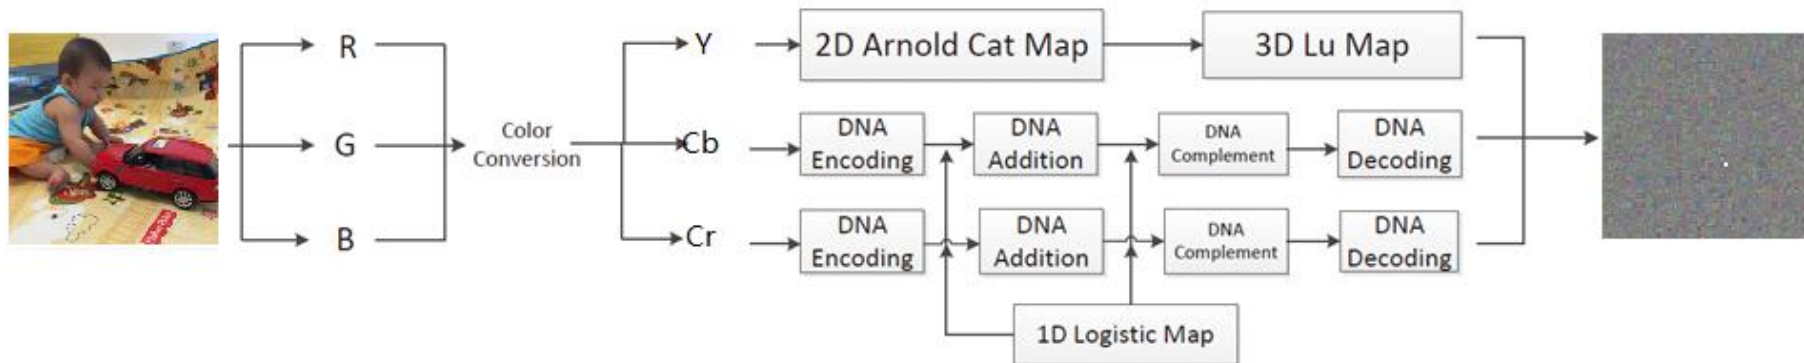 R
G
B
Color
Conversion
Y
Cb
Cr
2D Arnold Cat Map
3D Lu Map
DNA
Encoding
DNA
Addition
DNA
Complement
DNA
Decoding
DNA
Encoding
DNA
Addition
DNA
Complement
DNA
Decoding
1D Logistic Map